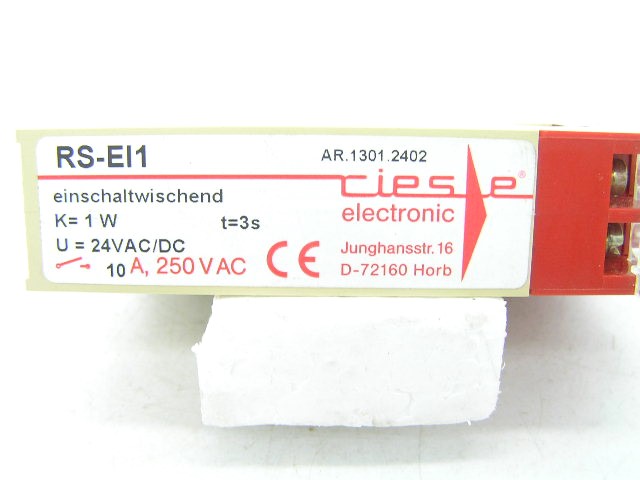 RS-EI1
AR.1301.2402
riese®
electronic
einschaltwischend
K= 1 W t=3s
U = 24VAC/DC
10 A, 250 VAC CE
Junghansstr. 16
D-72160 Horb